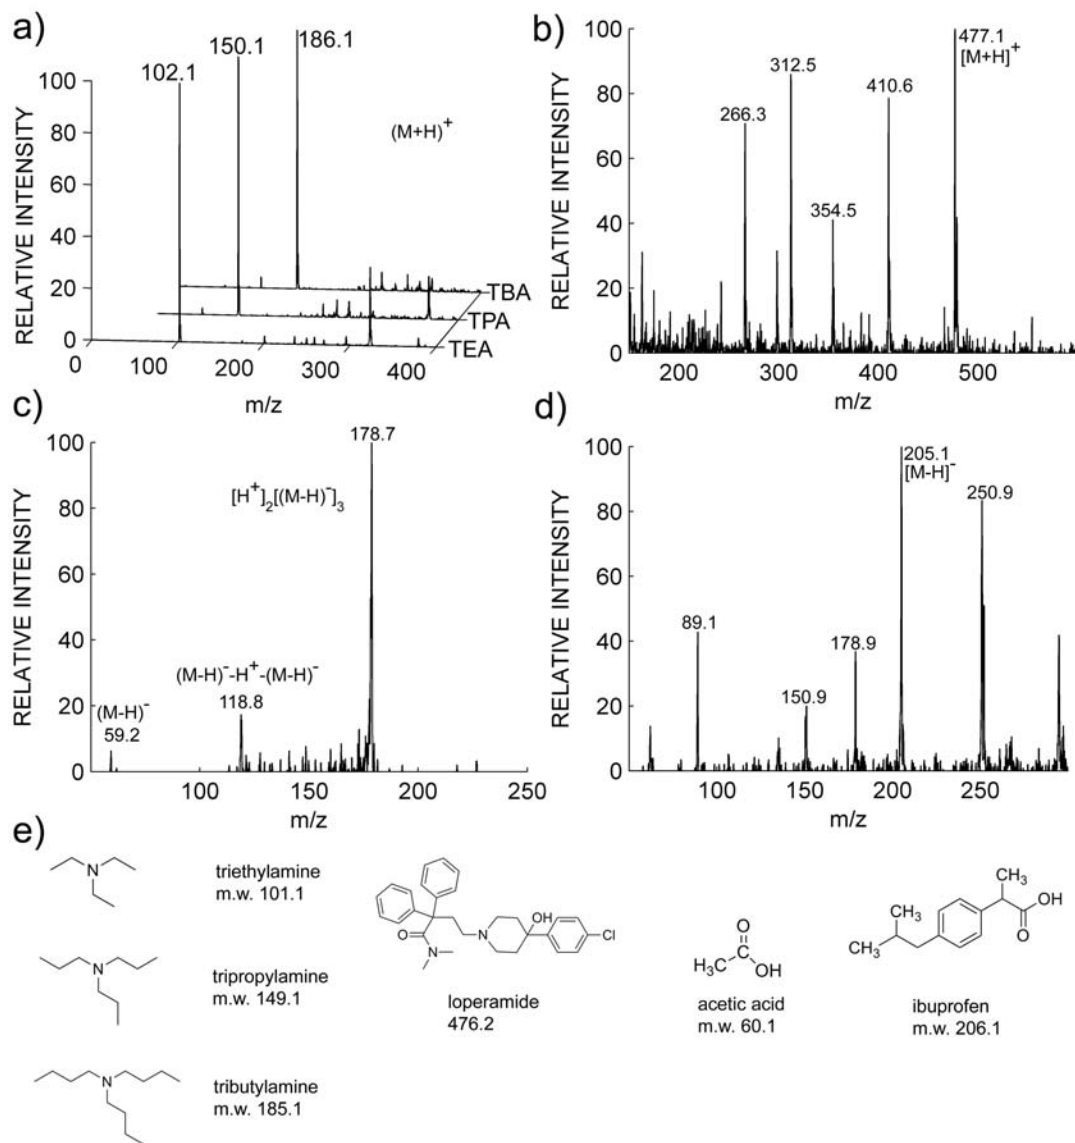 a)
150.1
186.1
102.1
(M+H)+
RELATIVE INTENSITY
100
80
60
40
20
0
TBA
TPA
TEA
0 100 200 300 400
m/z
b)
477.1
[M+H]+
312.5
410.6
266.3
354.5
RELATIVE INTENSITY
100
80
60
40
20
0
200 300 400 500
m/z
c)
178.7
[H+]2[(M-H)-]3
(M-H)--H+-(M-H)-
118.8
(M-H)-
59.2
RELATIVE INTENSITY
100
80
60
40
20
0
100 150 200 250
m/z
d)
205.1
[M-H]-
250.9
89.1
178.9
150.9
RELATIVE INTENSITY
100
80
60
40
20
0
100 150 200 250
m/z
e)
N
triethylamine
m.w. 101.1
N
tripropylamine
m.w. 149.1
N
tributylamine
m.w. 185.1
OH
N
O
N
Cl
loperamide
476.2
O
H3C
C
OH
acetic acid
m.w. 60.1
CH3
OH
CH3
O
H3C
ibuprofen
m.w. 206.1